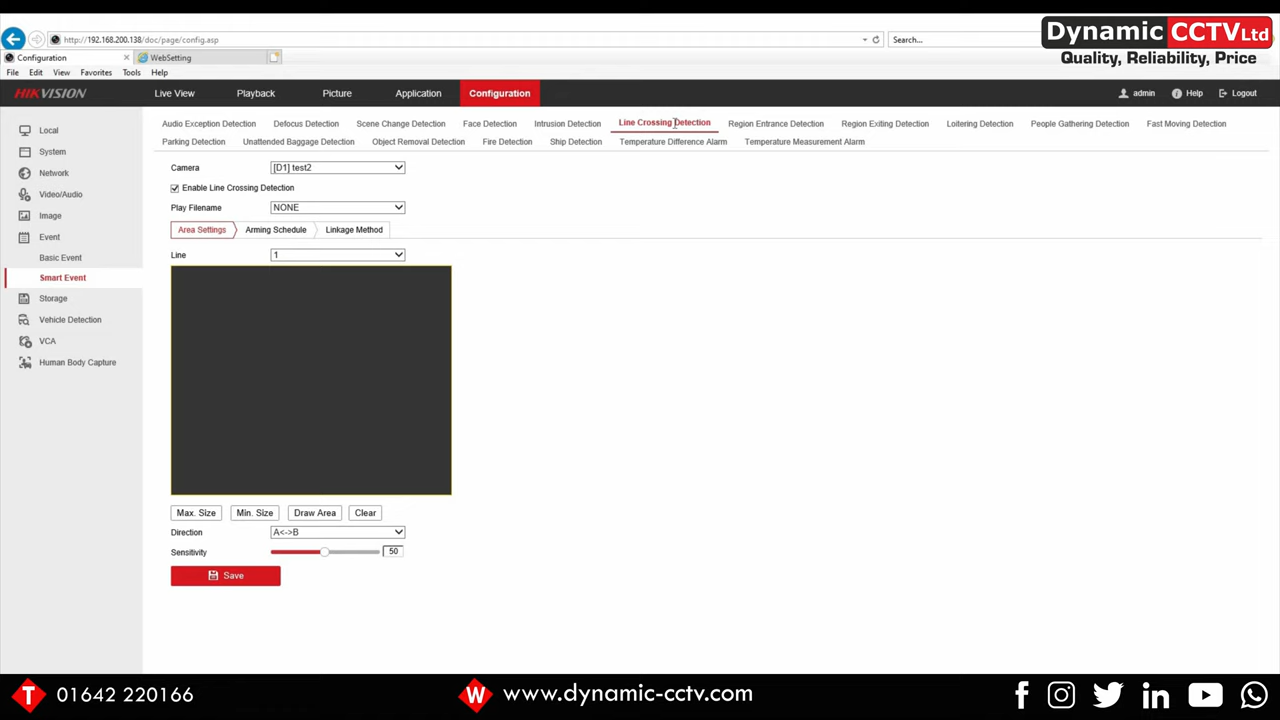 Dynamic CCTV Ltd
Quality, Reliability, Price
http://192.168.200.138/doc/page/config.asp
Search...
Configuration
WebSetting
File Edit View Favorites Tools Help
HIKVISION Live View Playback Picture Application Configuration admin Help Logout
Audio Exception Detection Defocus Detection Scene Change Detection Face Detection Intrusion Detection Line Crossing Detection Region Entrance Detection Region Exiting Detection Loitering Detection People Gathering Detection Fast Moving Detection
Parking Detection Unattended Baggage Detection Object Removal Detection Fire Detection Ship Detection Temperature Difference Alarm Temperature Measurement Alarm
Local
System
Network
Video/Audio
Image
Event
Basic Event
Smart Event
Storage
Vehicle Detection
VCA
Human Body Capture
Camera [D1] test2
Enable Line Crossing Detection
Play Filename NONE
Area Settings Arming Schedule Linkage Method
Line 1
Max. Size Min. Size Draw Area Clear
Direction A<->B
Sensitivity 50
Save
T 01642 220166 W www.dynamic-cctv.com